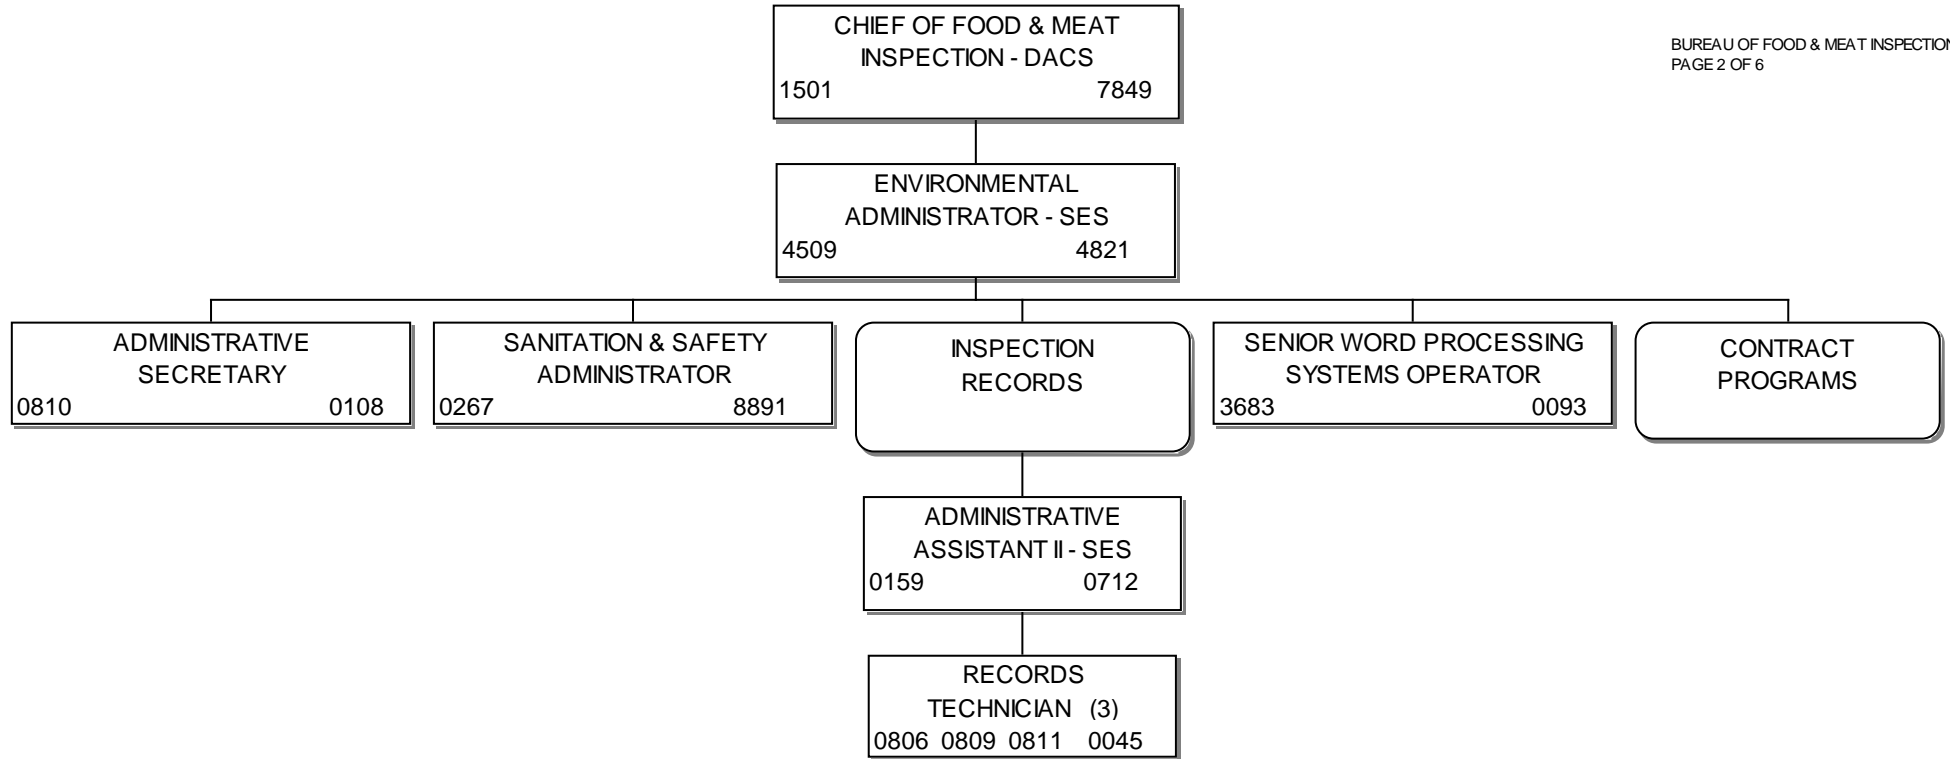 CHIEF OF FOOD & MEAT
INSPECTION - DACS
1501 7849
BUREAU OF FOOD & MEAT INSPECTION
PAGE 2 OF 6
ENVIRONMENTAL
ADMINISTRATOR - SES
4509 4821
ADMINISTRATIVE
SECRETARY
0810 0108
SANITATION & SAFETY
ADMINISTRATOR
0267 8891
INSPECTION
RECORDS
SENIOR WORD PROCESSING
SYSTEMS OPERATOR
3683 0093
CONTRACT
PROGRAMS
ADMINISTRATIVE
ASSISTANT II - SES
0159 0712
RECORDS
TECHNICIAN (3)
0806 0809 0811 0045